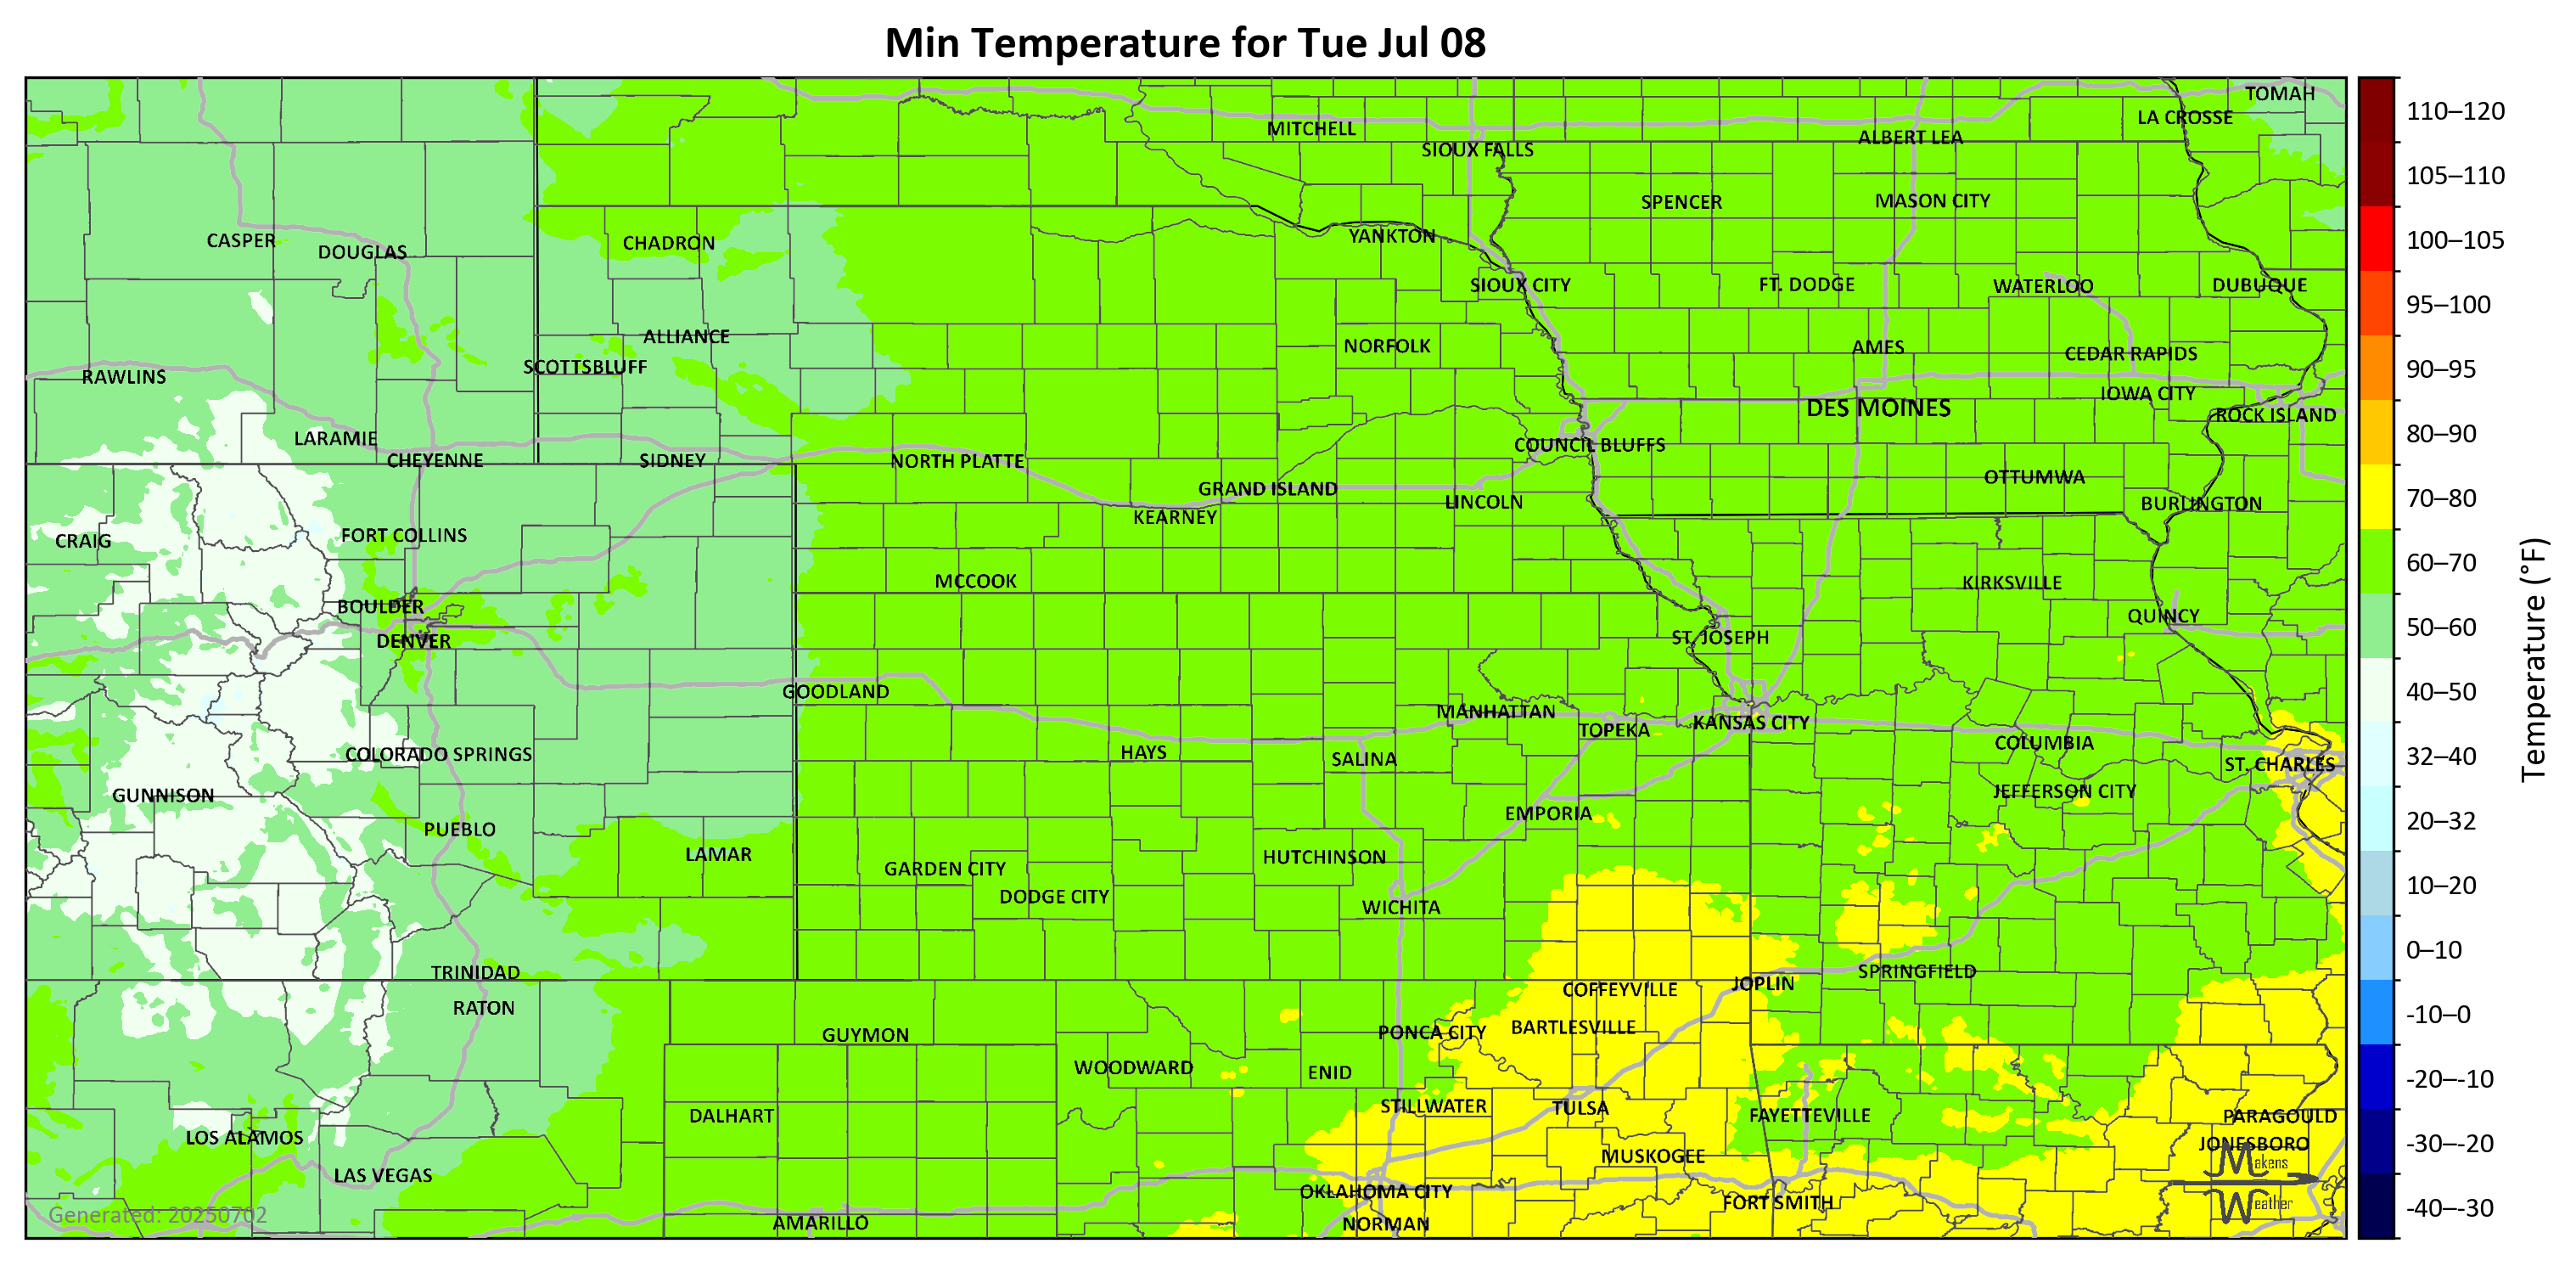 Min Temperature for Tue Jul 08
TOMAH
LA CROSSE
MITCHELL
ALBERT LEA
SIOUX FALLS
SPENCER
MASON CITY
CASPER
DOUGLAS
CHADRON
YANKTON
SIOUX CITY
FT. DODGE
WATERLOO
DUBUQUE
ALLIANCE
NORFOLK
AMES
CEDAR RAPIDS
SCOTTSBLUFF
RAWLINS
IOWA CITY
DES MOINES
ROCK ISLAND
LARAMIE
COUNCIL BLUFFS
CHEYENNE
SIDNEY
NORTH PLATTE
OTTUMWA
GRAND ISLAND
LINCOLN
BURLINGTON
KEARNEY
CRAIG
FORT COLLINS
MCCOOK
KIRKSVILLE
BOULDER
QUINCY
DENVER
ST. JOSEPH
GOODLAND
MANHATTAN
KANSAS CITY
TOPEKA
COLUMBIA
COLORADO SPRINGS
HAYS
SALINA
ST. CHARLES
GUNNISON
JEFFERSON CITY
EMPORIA
PUEBLO
LAMAR
HUTCHINSON
GARDEN CITY
DODGE CITY
WICHITA
TRINIDAD
SPRINGFIELD
JOPLIN
COFFEYVILLE
RATON
BARTLESVILLE
PONCA CITY
GUYMON
WOODWARD
ENID
STILLWATER
TULSA
DALHART
FAYETTEVILLE
PARAGOULD
LOS ALAMOS
JONESBORO
MUSKOGEE
Makens
LAS VEGAS
OKLAHOMA CITY
FORT SMITH
Weather
Generated: 20250702
AMARILLO
NORMAN
110–120
105–110
100–105
95–100
90–95
80–90
70–80
60–70
50–60
40–50
32–40
20–32
10–20
0–10
-10–0
-20–-10
-30–-20
-40–-30
Temperature (°F)